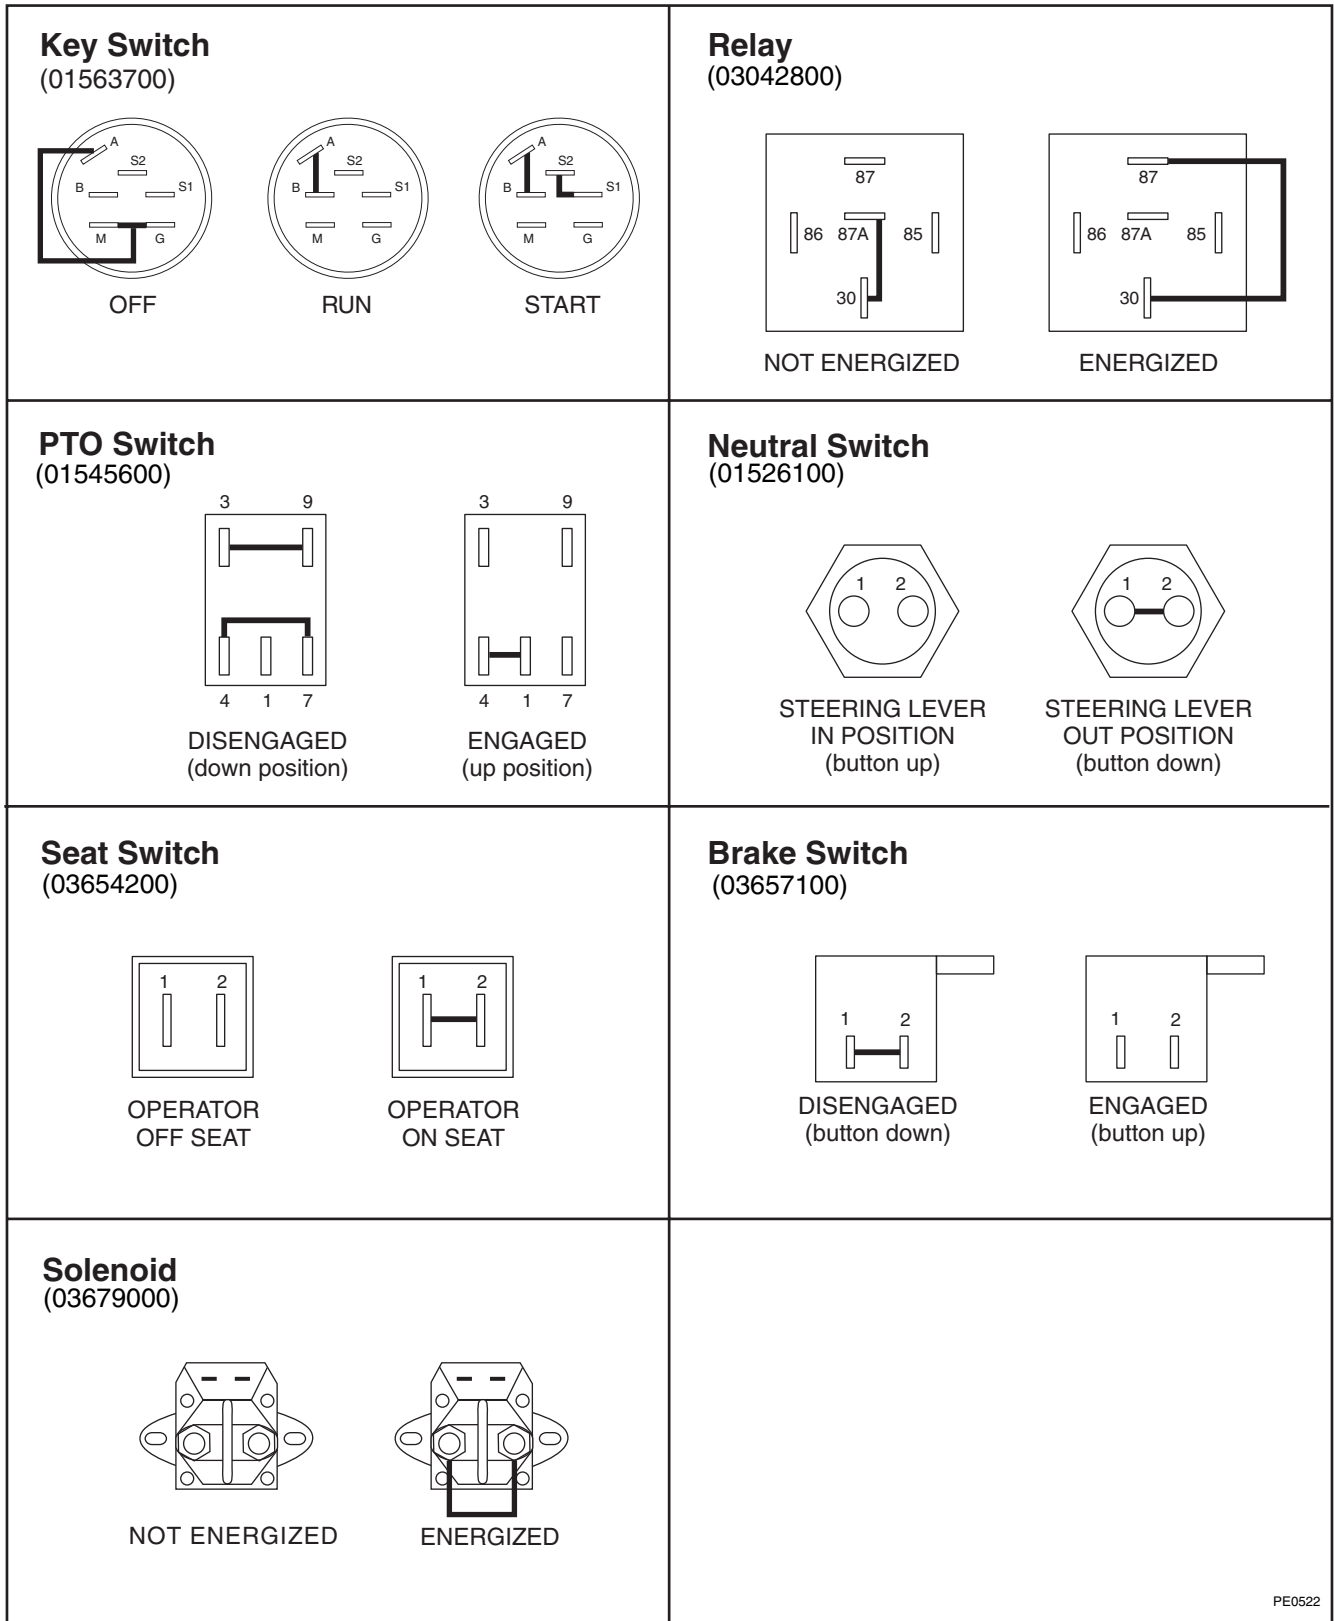 Key Switch
(01563700)
A
S2
B
S1
M
G
OFF
A
S2
B
S1
M
G
RUN
A
S2
B
S1
M
G
START
Relay
(03042800)
87
86
87A
85
30
NOT ENERGIZED
87
86
87A
85
30
ENERGIZED
PTO Switch
(01545600)
3 9
4 1 7
DISENGAGED
(down position)
3 9
4 1 7
ENGAGED
(up position)
Neutral Switch
(01526100)
1 2
STEERING LEVER
IN POSITION
(button up)
1 2
STEERING LEVER
OUT POSITION
(button down)
Seat Switch
(03654200)
1 2
OPERATOR
OFF SEAT
1 2
OPERATOR
ON SEAT
Brake Switch
(03657100)
1 2
DISENGAGED
(button down)
1 2
ENGAGED
(button up)
Solenoid
(03679000)
NOT ENERGIZED
ENERGIZED
PE0522